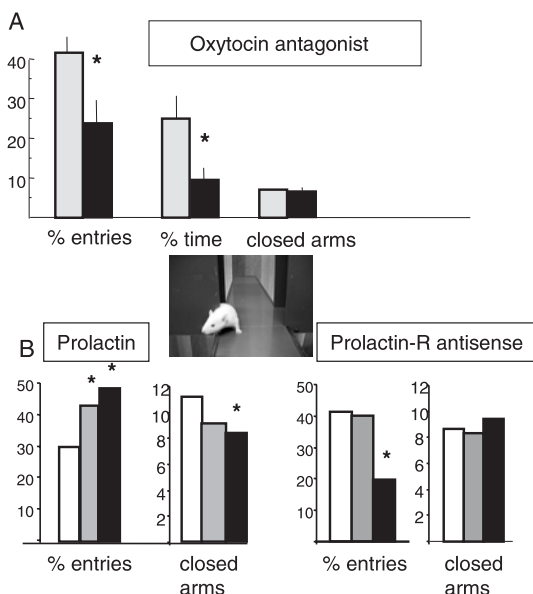 A
Oxytocin antagonist
40
30
20
10
*
*
% entries
% time
closed arms
B
Prolactin
Prolactin-R antisense
50
40
30
20
10
* *
% entries
12
10
8
6
4
2
*
closed
arms
50
40
30
20
10
*
% entries
12
10
8
6
4
2
closed
arms